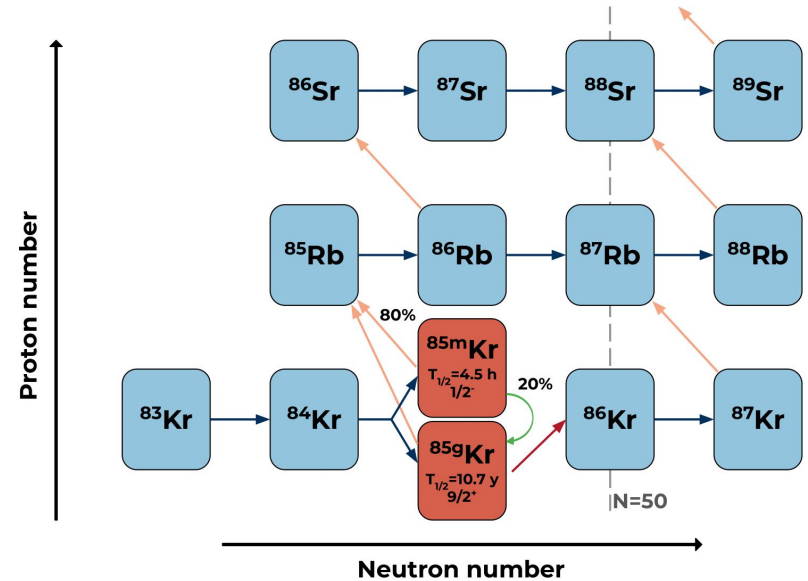 ⁸⁶Sr
⁸⁷Sr
⁸⁸Sr
⁸⁹Sr
⁸⁵Rb
⁸⁶Rb
⁸⁷Rb
⁸⁸Rb
80%
⁸⁵ᵐKr
T₁/₂=4.5 h
1/2⁻
20%
⁸³Kr
⁸⁴Kr
⁸⁵ᵍKr
T₁/₂=10.7 y
9/2⁺
⁸⁶Kr
⁸⁷Kr
N=50
Proton number
Neutron number